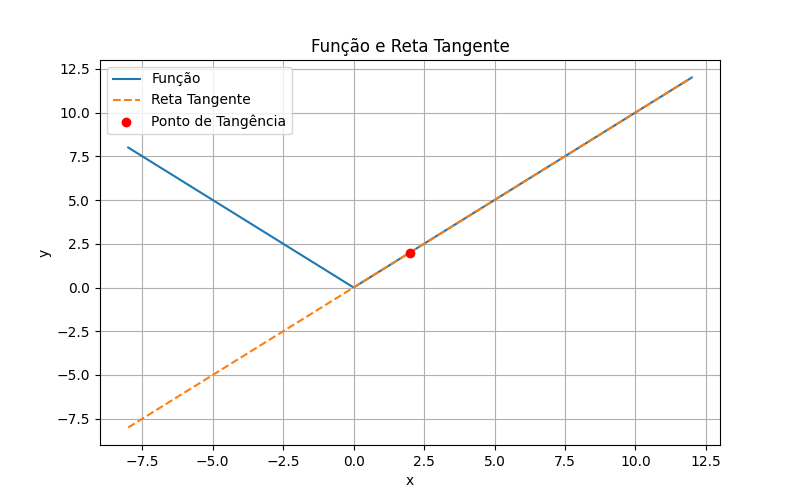 Função e Reta Tangente
Função
Reta Tangente
Ponto de Tangência
12.5
10.0
7.5
5.0
2.5
0.0
−2.5
−5.0
−7.5
y
−7.5 −5.0 −2.5 0.0 2.5 5.0 7.5 10.0 12.5
x